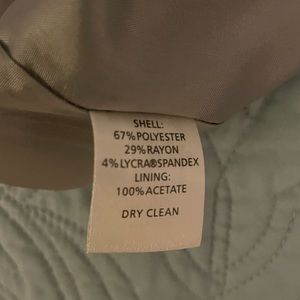 SHELL:
67%POLYESTER
29%RAYON
4%LYCRA®SPANDEX
LINING:
100%ACETATE
DRY CLEAN